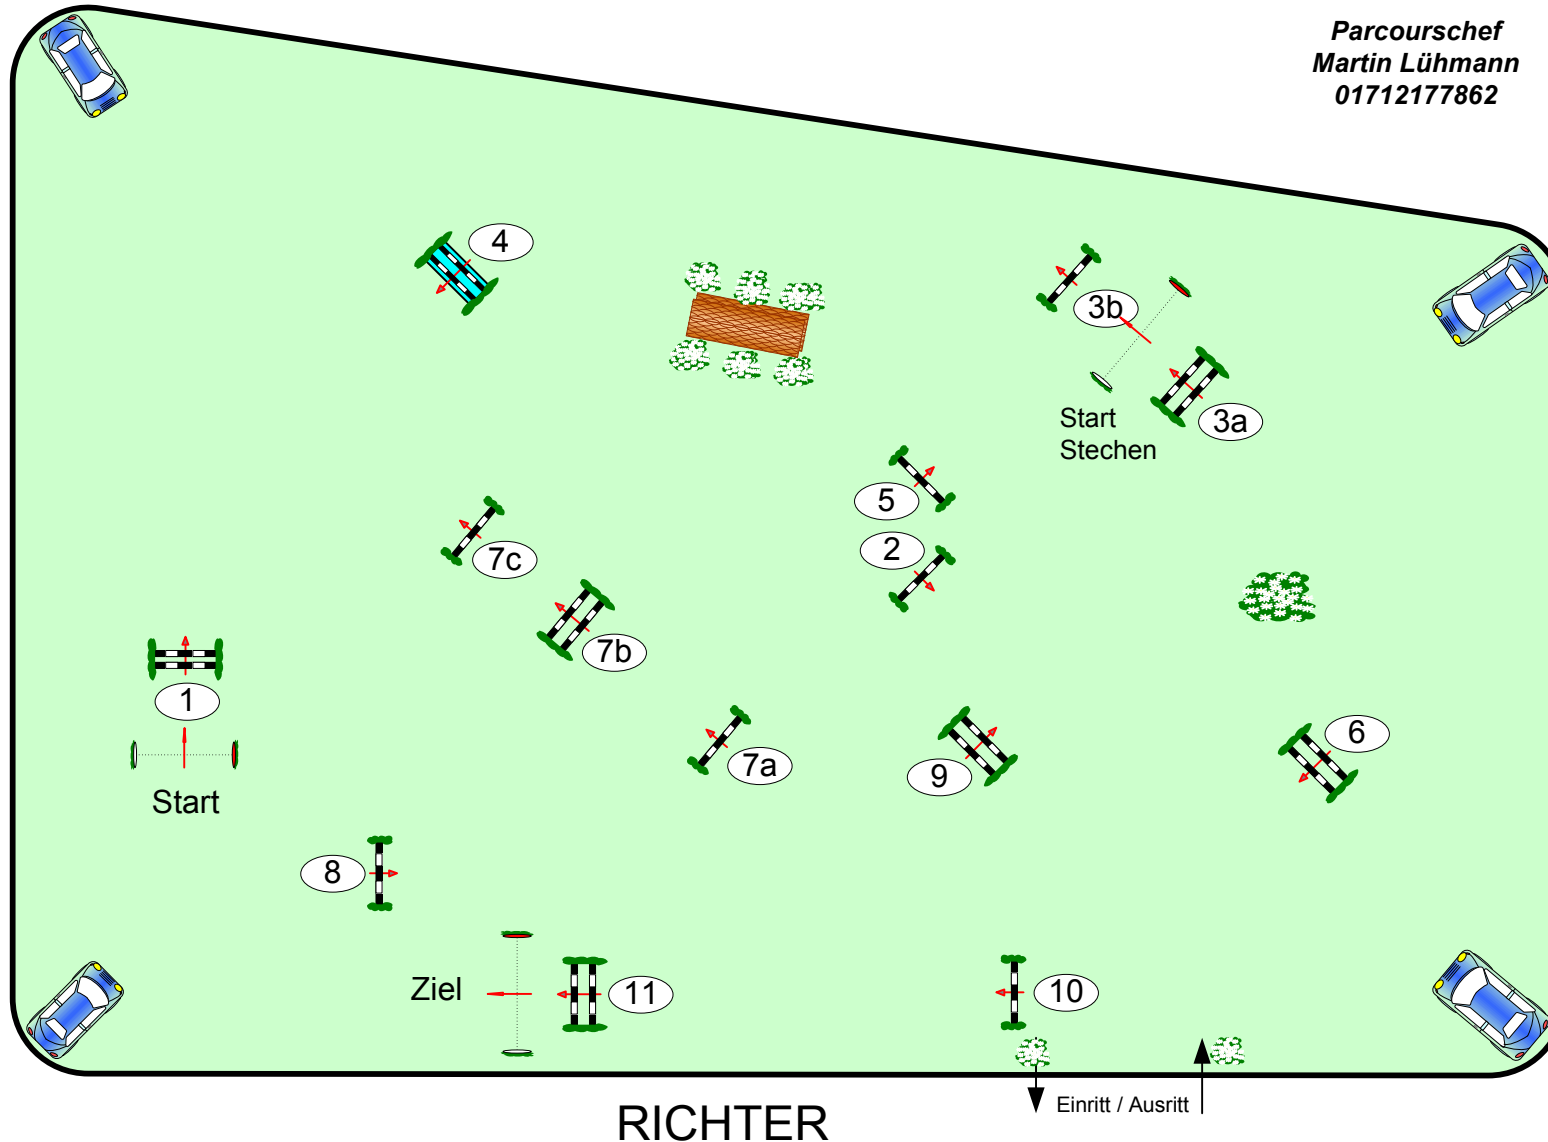 Parcourschef
Martin Lühmann
01712177862
4
3b
3a
Start
Stechen
5
2
7c
7b
1
6
7a
9
Start
8
Ziel
11
10
Einritt / Ausritt
RICHTER